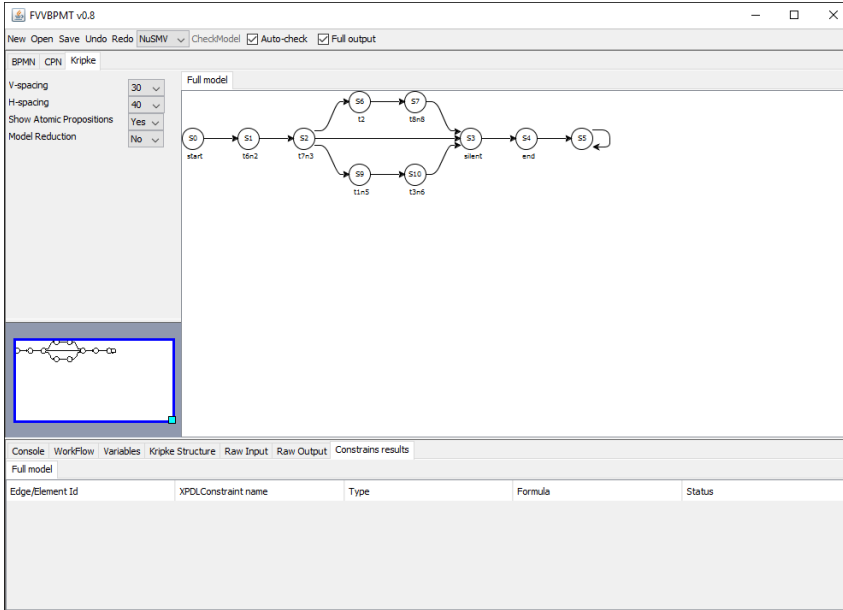 FVVBPMT v0.8
New Open Save Undo Redo NuSMV CheckModel Auto-check Full output
BPMN CPN Kripke
V-spacing 30
H-spacing 40
Show Atomic Propositions Yes
Model Reduction No
Full model
S6 S7
t2 t8n8
S0 S1 S2 S3 S4 S5
start t6n2 t7n3 silent end
S9 S10
t1n5 t3n6
Console WorkFlow Variables Kripke Structure Raw Input Raw Output Constrains results
Full model
Edge/Element Id XPDLConstraint name Type Formula Status